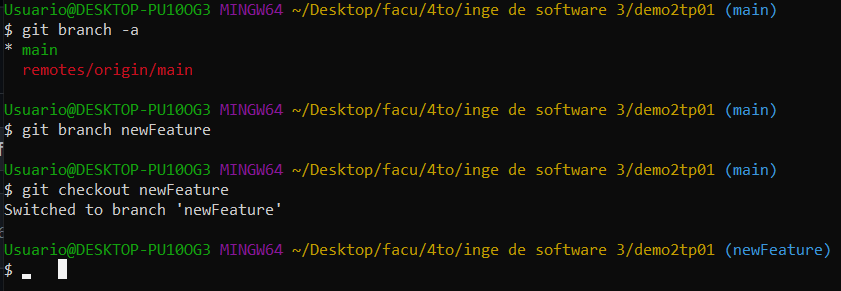 Usuario@DESKTOP-PU10OG3 MINGW64 ~/Desktop/facu/4to/inge de software 3/demo2tp01 (main)
$ git branch -a
* main
  remotes/origin/main

Usuario@DESKTOP-PU10OG3 MINGW64 ~/Desktop/facu/4to/inge de software 3/demo2tp01 (main)
$ git branch newFeature

Usuario@DESKTOP-PU10OG3 MINGW64 ~/Desktop/facu/4to/inge de software 3/demo2tp01 (main)
$ git checkout newFeature
Switched to branch 'newFeature'

Usuario@DESKTOP-PU10OG3 MINGW64 ~/Desktop/facu/4to/inge de software 3/demo2tp01 (newFeature)
$